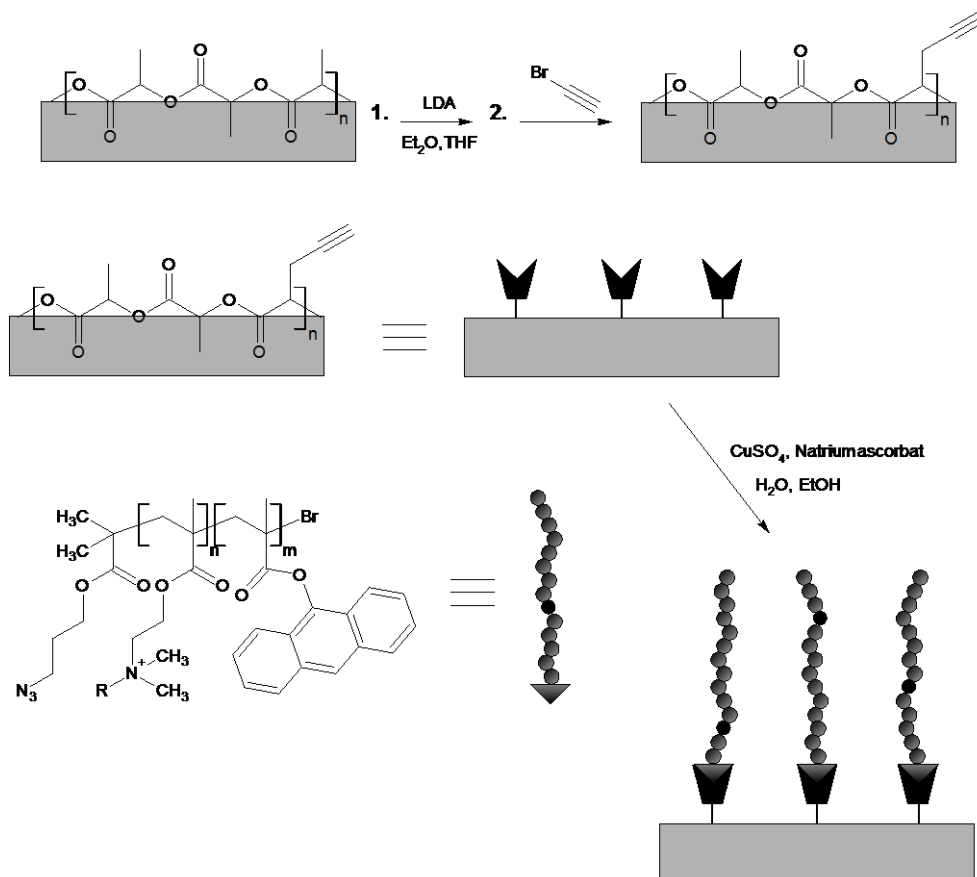 O
O O O
O O
n
1. LDA 2.
Et2O, THF
Br
O
O O O
O O
n
O
O O O
O O
n
CuSO4, Natriumascorbat
H2O, EtOH
H3C Br
H3C n m
O O O O O O
N3 N+ CH3
R CH3